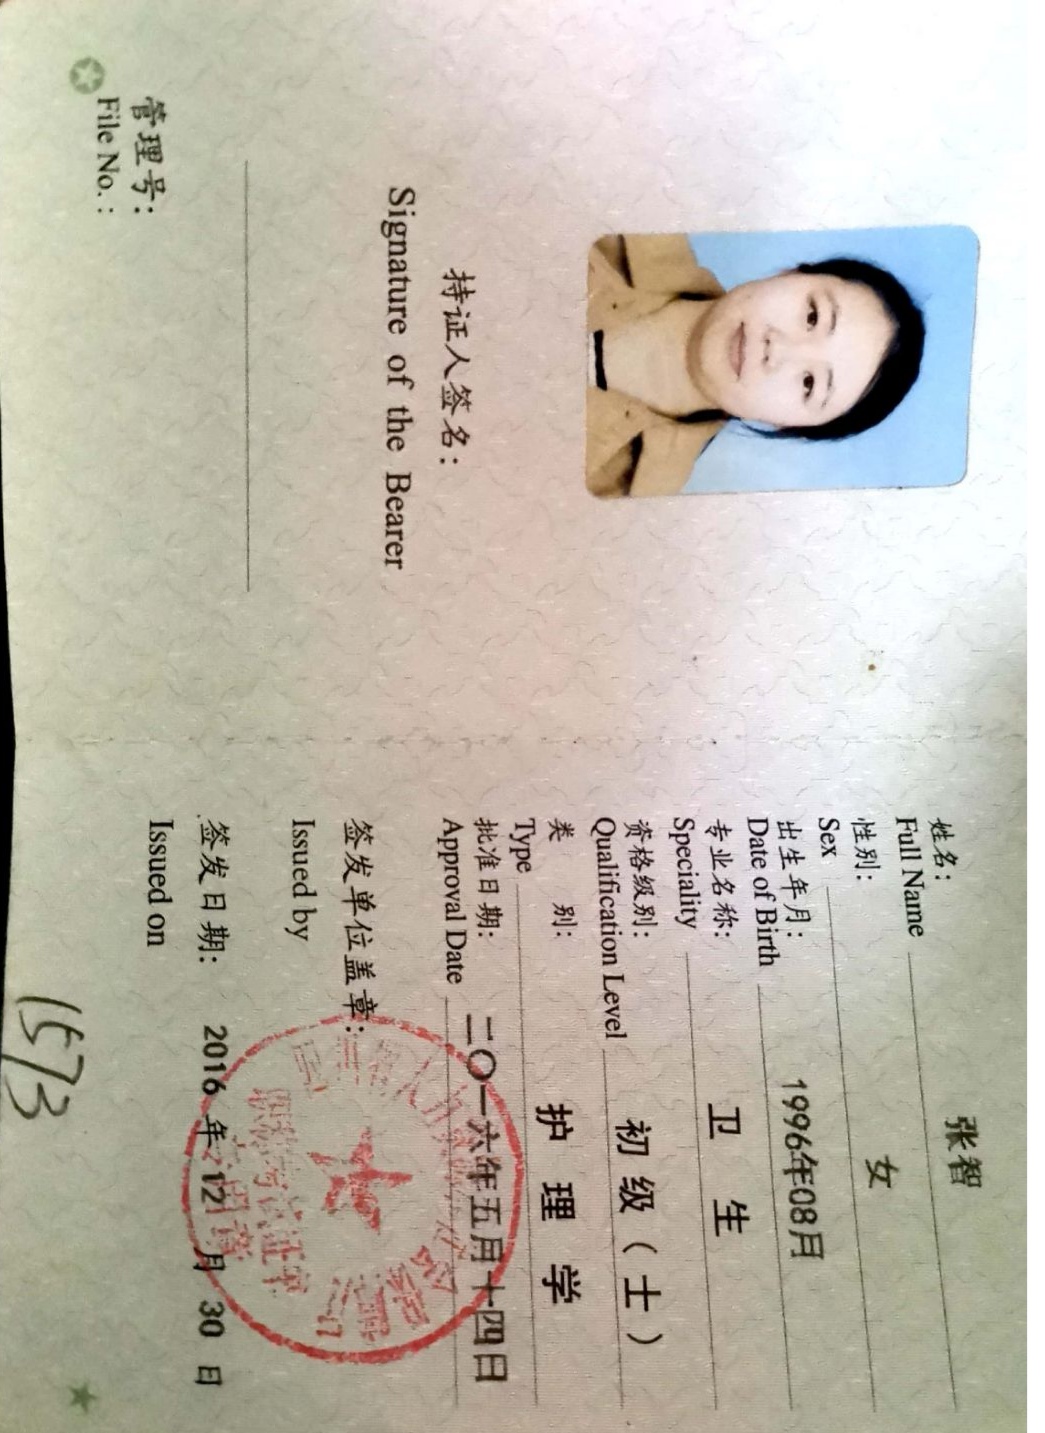 持证人签名：
Signature of the Bearer
管理号：
File No.：
姓名： 张智
Full Name
性别： 女
Sex
出生年月： 1996年08月
Date of Birth
专业名称： 卫生
Speciality
资格级别： 初级（士）
Qualification Level
类 别： 护理学
Type
批准日期： 二〇一六年五月十四日
Approval Date
签发单位盖章：
Issued by
签发日期： 2016 年 12 月 30 日
Issued on
1573